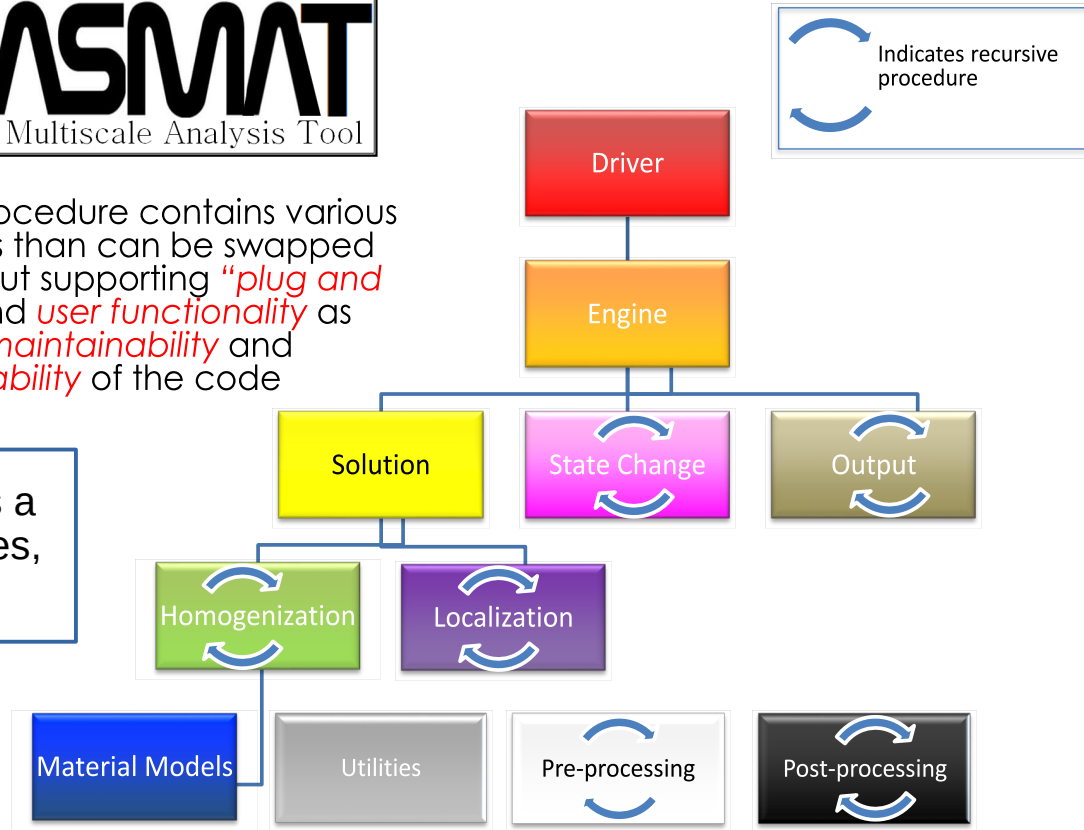 ASMAT
Multiscale Analysis Tool
Indicates recursive
procedure
Driver
ocedure contains various
s than can be swapped
ut supporting “plug and
nd user functionality as
maintainability and
ability of the code
Engine
Solution
State Change
Output
s a
es,
Homogenization
Localization
Material Models
Utilities
Pre-processing
Post-processing